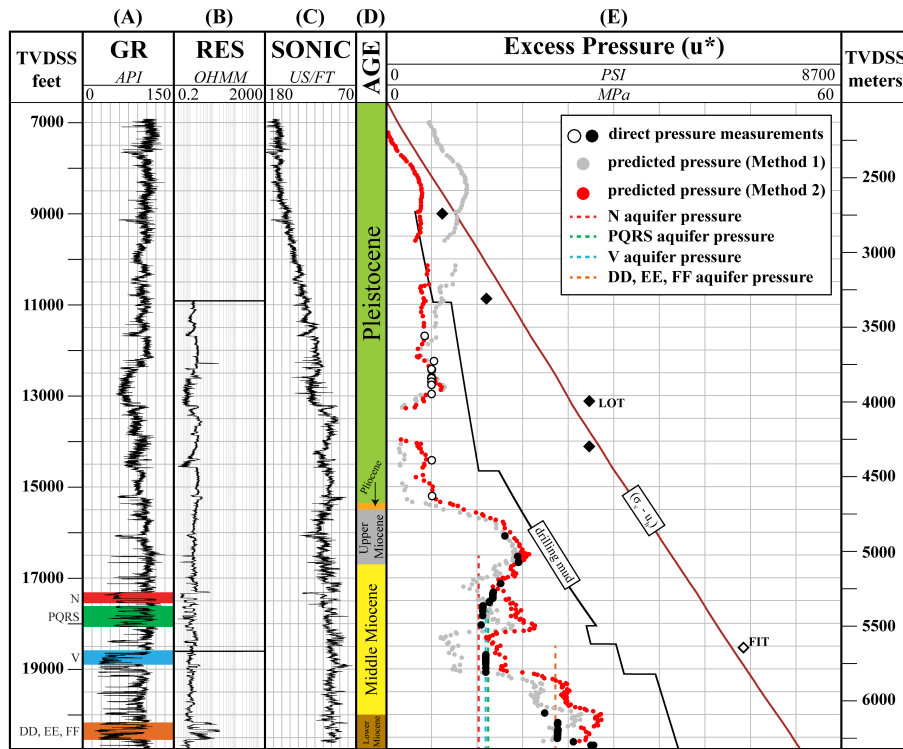 (A) (B) (C) (D) (E)
TVDSS feet GR RES SONIC AGE Excess Pressure (u*) TVDSS meters
API OHMM US/FT PSI
0 150 0.2 2000 180 70 0 8700
MPa
0 60
7000
9000
11000
13000
15000
17000
19000
N
PQRS
V
DD, EE, FF
Pleistocene
Pliocene
Upper Miocene
Middle Miocene
Lower Miocene
direct pressure measurements
predicted pressure (Method 1)
predicted pressure (Method 2)
N aquifer pressure
PQRS aquifer pressure
V aquifer pressure
DD, EE, FF aquifer pressure
LOT
(σv - uh)
drilling mud
FIT
2500
3000
3500
4000
4500
5000
5500
6000